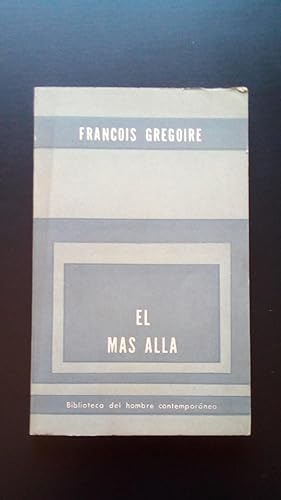 FRANCOIS GREGOIRE
EL
MAS ALLA
Biblioteca del hombre contemporáneo